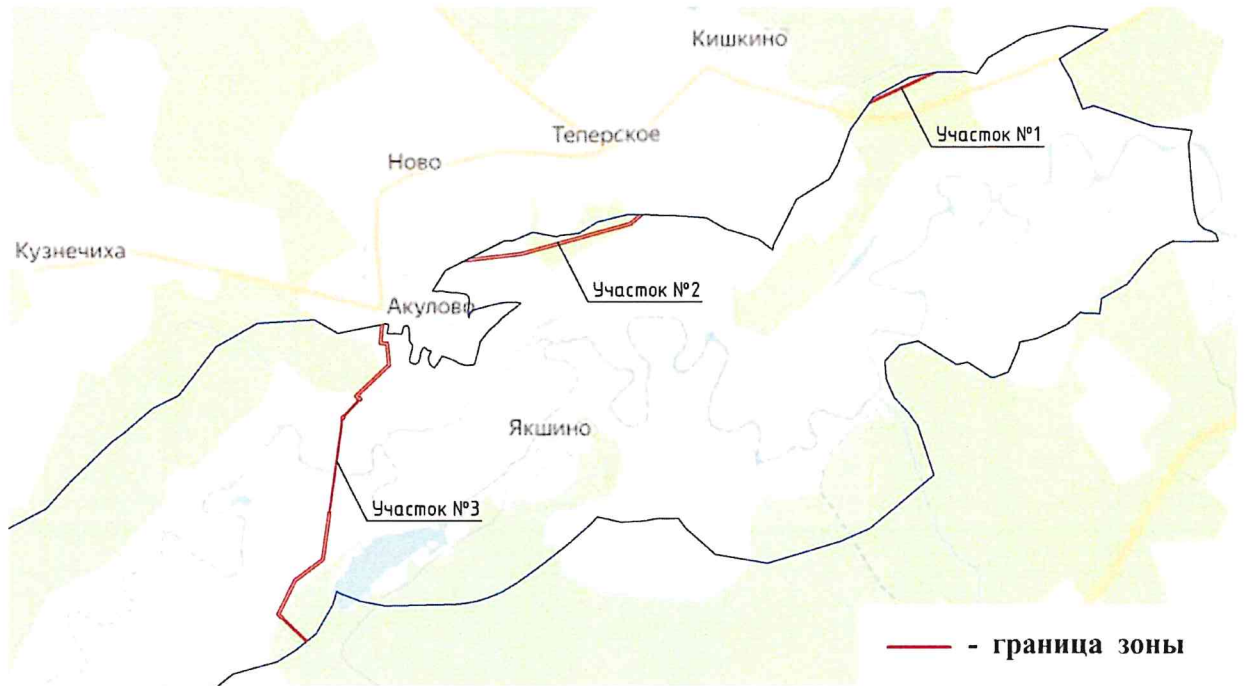 Кишкино
Участок №1
Теперское
Ново
Кузнечиха
Участок №2
Акулово
Якшино
Участок №3
- граница зоны